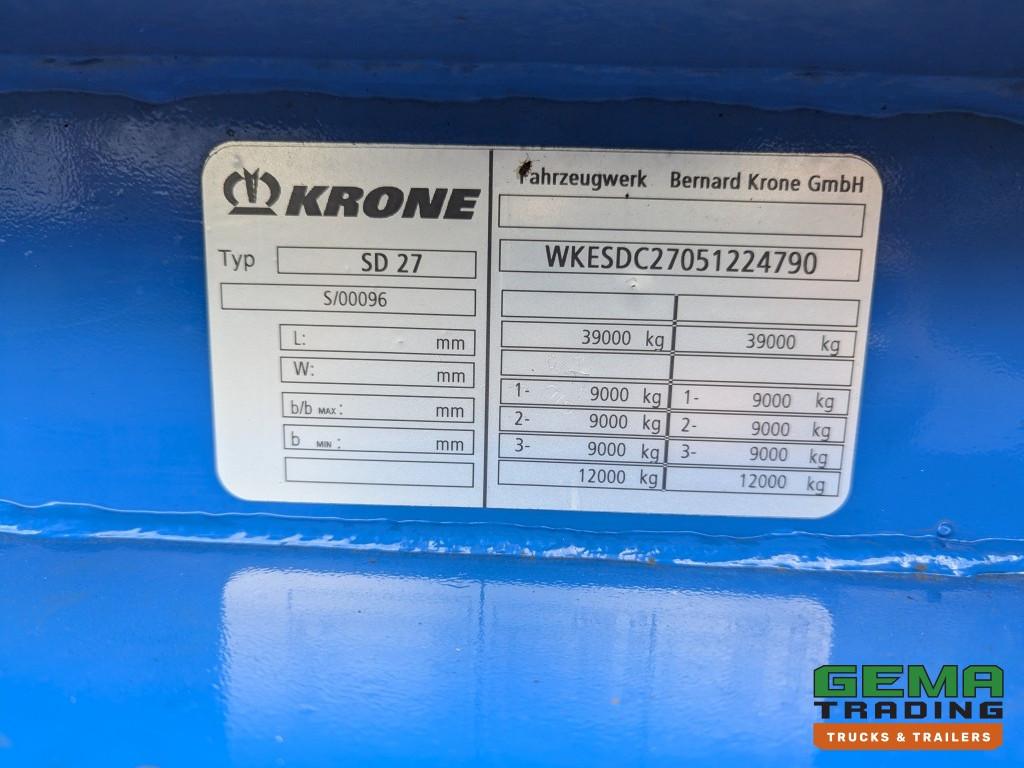 KRONE
Typ SD 27
S/00096
L: mm
W: mm
b/b MAX: mm
b MIN: mm
Fahrzeugwerk Bernard Krone GmbH
WKESDC27051224790
39000 kg 39000 kg
1- 9000 kg 1- 9000 kg
2- 9000 kg 2- 9000 kg
3- 9000 kg 3- 9000 kg
12000 kg 12000 kg
GEMA
TRADING
TRUCKS & TRAILERS